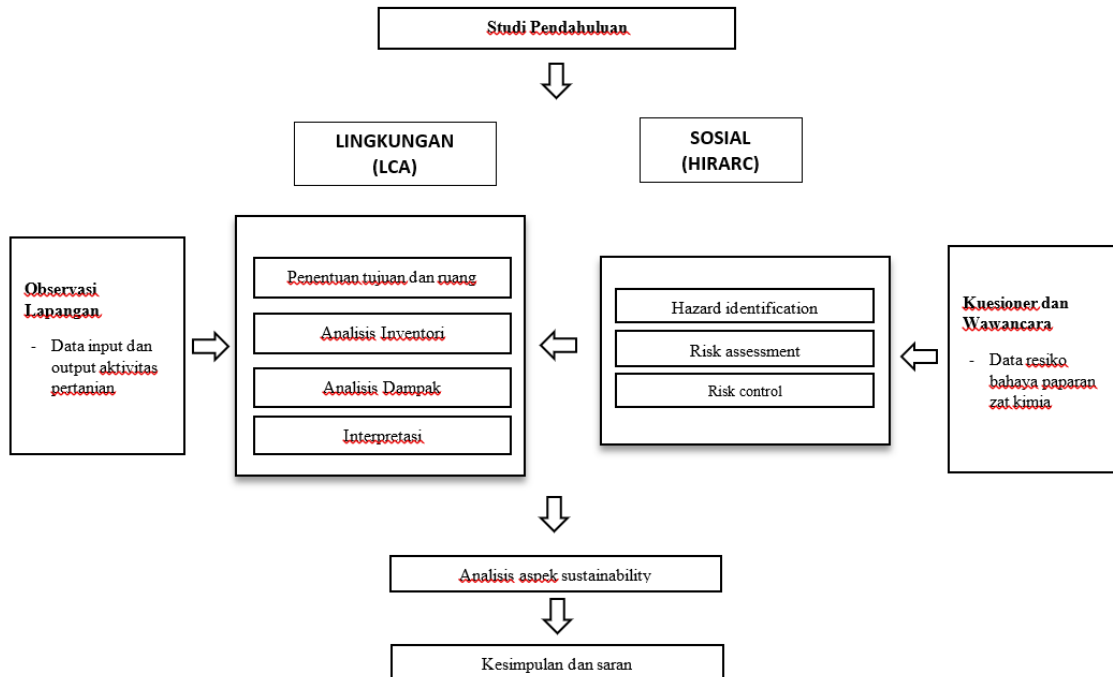 Studi Pendahuluan
LINGKUNGAN
(LCA)
SOSIAL
(HIRARC)
Observasi
Lapangan
- Data input dan
output aktivitas
pertanian
Penentuan tujuan dan ruang
Analisis Inventori
Analisis Dampak
Interpretasi
Hazard identification
Risk assessment
Risk control
Kuesioner dan
Wawancara
- Data resiko
bahaya paparan
zat kimia
Analisis aspek sustainability
Kesimpulan dan saran